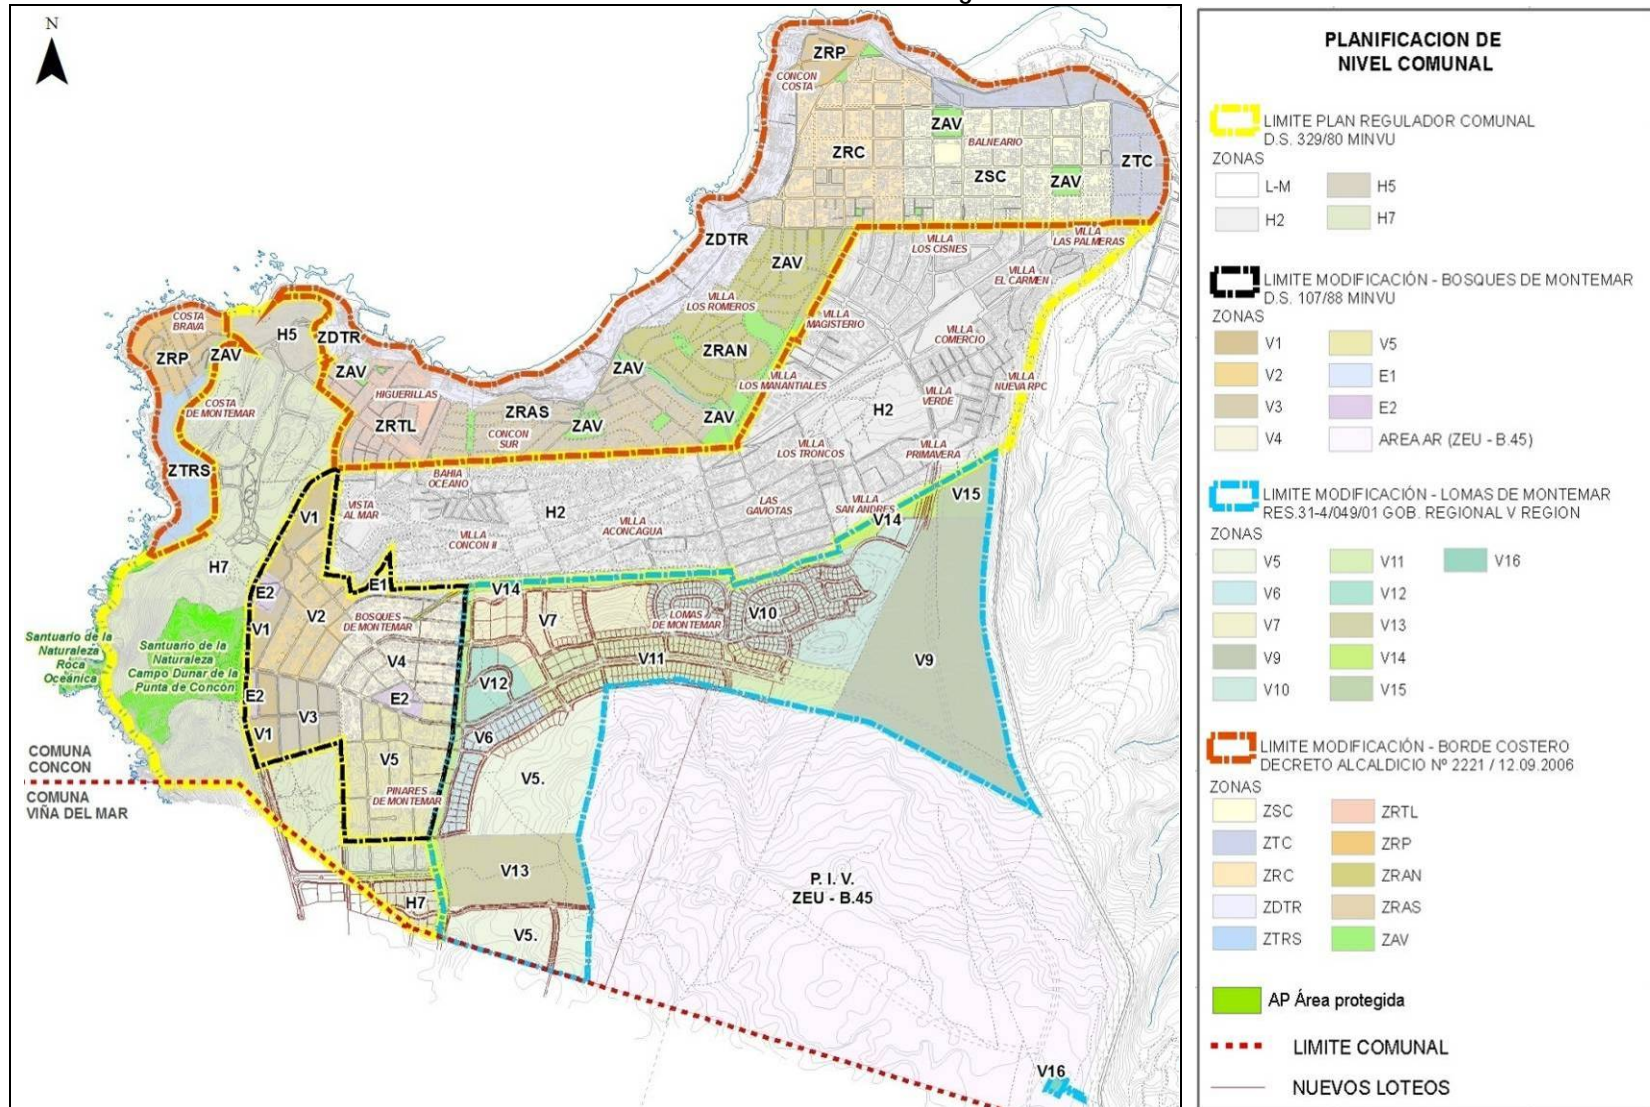 N
ZRP
CONCON
COSTA
ZAV
BALNEARIO
ZRC
ZSC
ZAV
ZTC
ZDTR
ZAV
VILLA
LOS CISNES
VILLA
LAS PALMERAS
VILLA
EL CARMEN
VILLA
LOS ROMEROS
VILLA
MAGISTERIO
VILLA
COMERCIO
COSTA
BRAVA
H5
ZDTR
ZRP
ZAV
ZAV
ZRAN
ZAV
VILLA
LOS MANANTIALES
VILLA
VERDE
VILLA
NUEVA RPC
COSTA
DE MONTEMAR
HIGUERILLAS
ZRTL
ZRAS
CONCON
SUR
ZAV
ZAV
H2
VILLA
LOS TRONCOS
VILLA
PRIMAVERA
ZTRS
BAHIA
OCEANO
VISTA
AL MAR
V1
H2
LAS
GAVIOTAS
VILLA
SAN ANDRES
V14
V15
VILLA
CONCON II
VILLA
ACONCAGUA
H7
E2
E1
V14
V2
BOSQUES
DE MONTEMAR
V7
LOMAS
DE MONTEMAR
V10
V1
V4
V11
V9
Santuario de la
Naturaleza
Roca
Oceánica
Santuario de la
Naturaleza
Campo Dunar de la
Punta de Concón
E2
V12
E2
V3
V1
V6
V5
V5.
COMUNA
CONCON
COMUNA
VIÑA DEL MAR
PINARES
DE MONTEMAR
V13
H7
V5.
P. I. V.
ZEU - B.45
V16
PLANIFICACION DE
NIVEL COMUNAL
LIMITE PLAN REGULADOR COMUNAL
D.S. 329/80 MINVU
ZONAS
L-M
H5
H2
H7
LIMITE MODIFICACIÓN - BOSQUES DE MONTEMAR
D.S. 107/88 MINVU
ZONAS
V1
V5
V2
E1
V3
E2
V4
AREA AR (ZEU - B.45)
LIMITE MODIFICACIÓN - LOMAS DE MONTEMAR
RES.31-4/049/01 GOB. REGIONAL V REGION
ZONAS
V5
V11
V16
V6
V12
V7
V13
V9
V14
V10
V15
LIMITE MODIFICACIÓN - BORDE COSTERO
DECRETO ALCALDICIO Nº 2221 / 12.09.2006
ZONAS
ZSC
ZRTL
ZTC
ZRP
ZRC
ZRAN
ZDTR
ZRAS
ZTRS
ZAV
AP Área protegida
LIMITE COMUNAL
NUEVOS LOTEOS